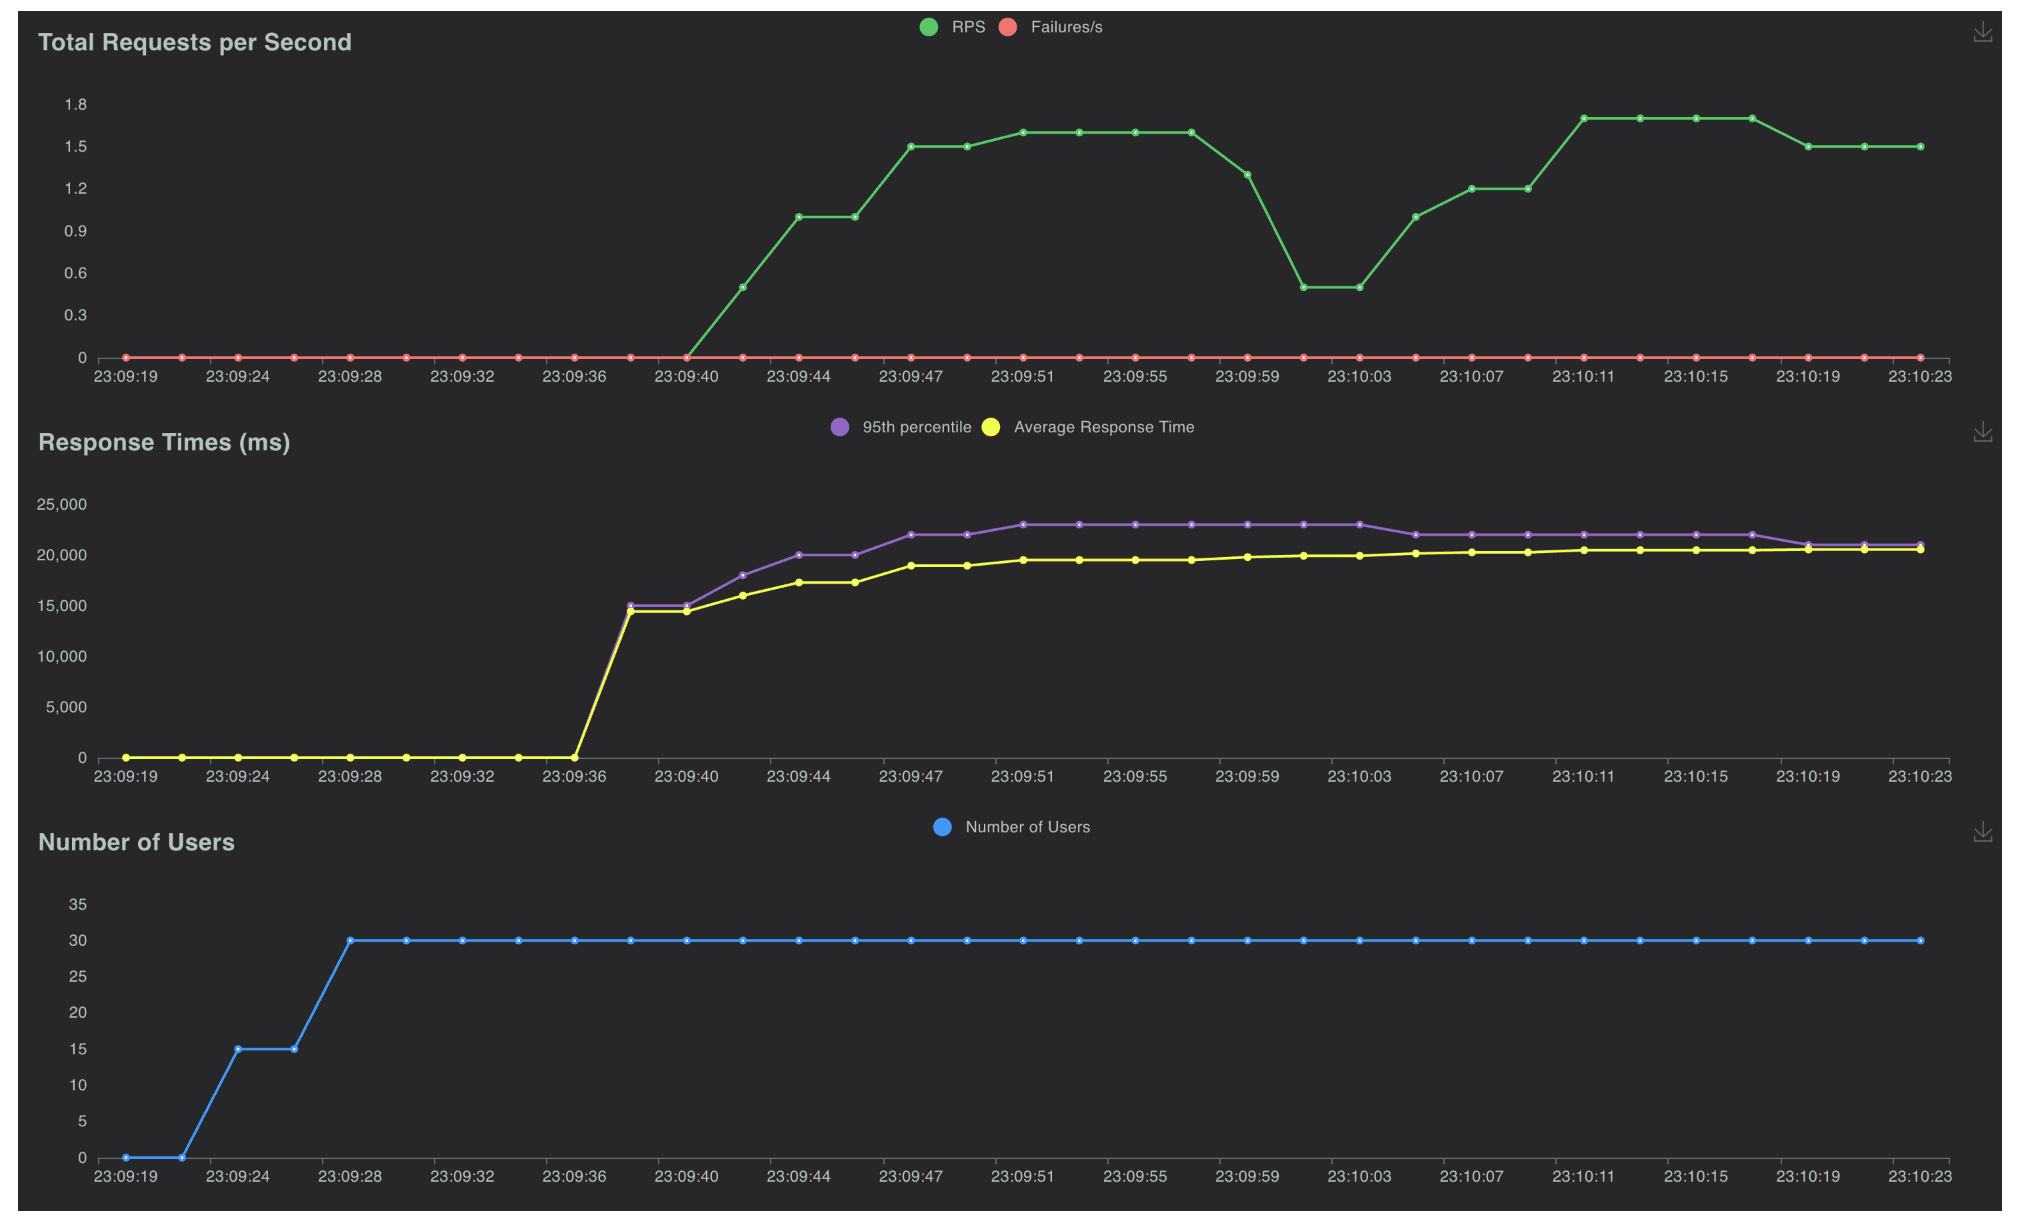 RPS Failures/s
Total Requests per Second
1.8
1.5
1.2
0.9
0.6
0.3
0
23:09:19 23:09:24 23:09:28 23:09:32 23:09:36 23:09:40 23:09:44 23:09:47 23:09:51 23:09:55 23:09:59 23:10:03 23:10:07 23:10:11 23:10:15 23:10:19 23:10:23
95th percentile Average Response Time
Response Times (ms)
25,000
20,000
15,000
10,000
5,000
0
23:09:19 23:09:24 23:09:28 23:09:32 23:09:36 23:09:40 23:09:44 23:09:47 23:09:51 23:09:55 23:09:59 23:10:03 23:10:07 23:10:11 23:10:15 23:10:19 23:10:23
Number of Users
Number of Users
35
30
25
20
15
10
5
0
23:09:19 23:09:24 23:09:28 23:09:32 23:09:36 23:09:40 23:09:44 23:09:47 23:09:51 23:09:55 23:09:59 23:10:03 23:10:07 23:10:11 23:10:15 23:10:19 23:10:23